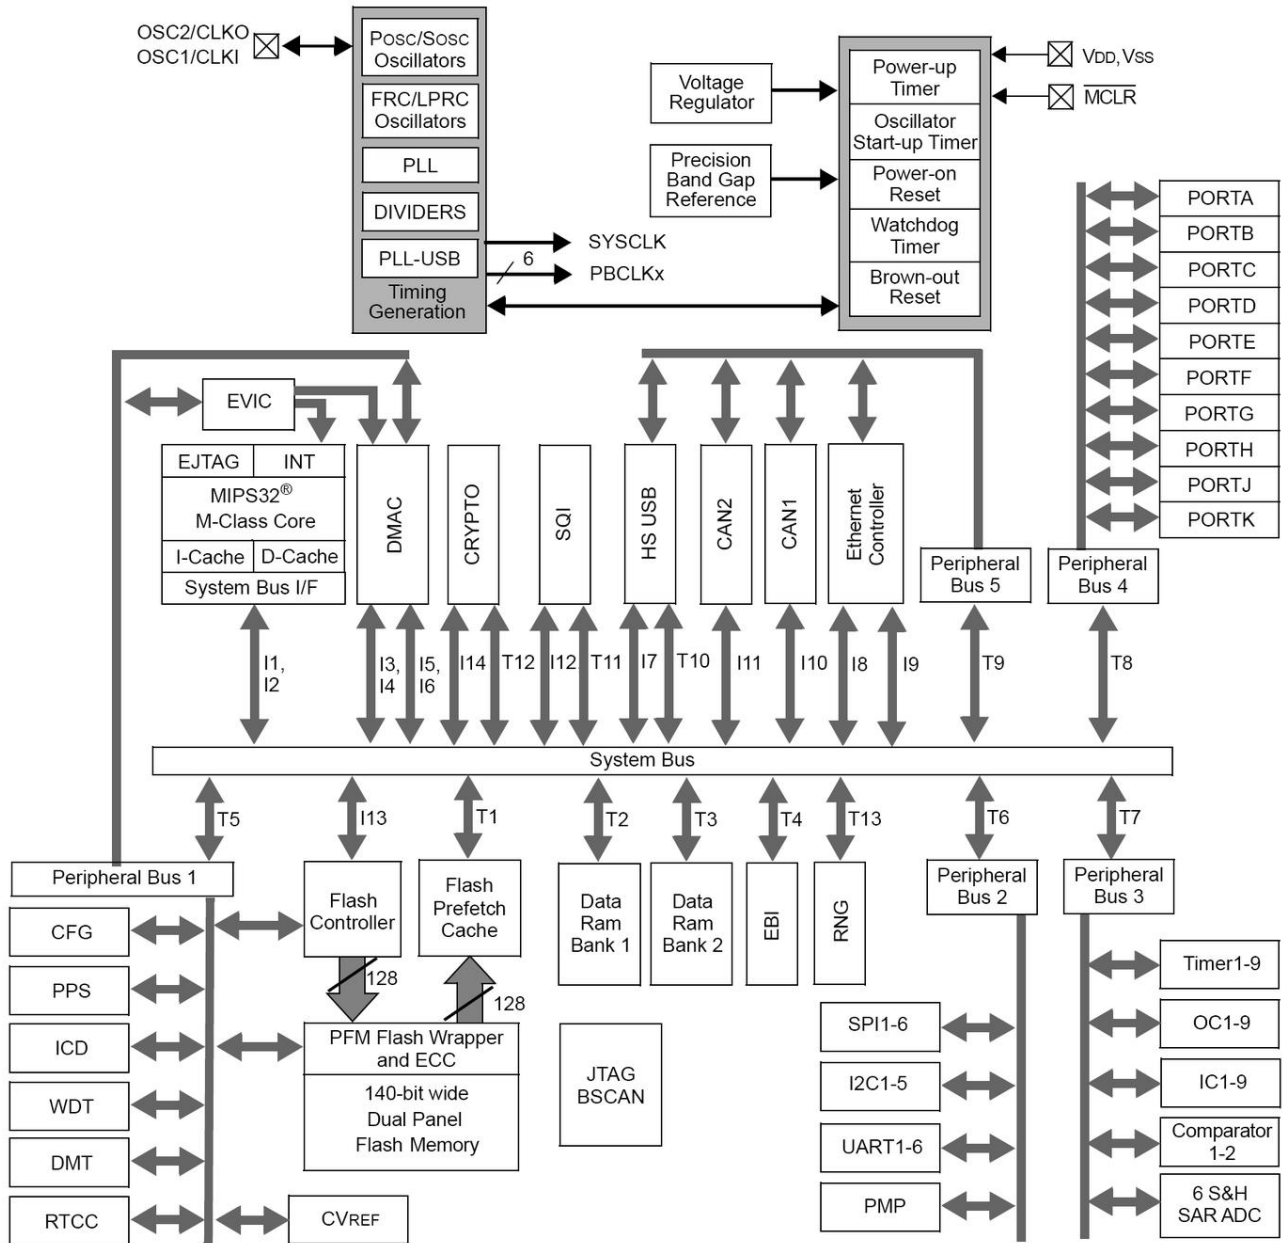 OSC2/CLKO
OSC1/CLKI
POSC/SOSC
Oscillators
FRC/LPRC
Oscillators
PLL
DIVIDERS
PLL-USB
Timing
Generation
6
SYSCLK
PBCLKx
Voltage
Regulator
Precision
Band Gap
Reference
Power-up
Timer
Oscillator
Start-up Timer
Power-on
Reset
Watchdog
Timer
Brown-out
Reset
VDD, VSS
MCLR
PORTA
PORTB
PORTC
PORTD
PORTE
PORTF
PORTG
PORTH
PORTJ
PORTK
EVIC
EJTAG INT
MIPS32®
M-Class Core
I-Cache D-Cache
System Bus I/F
DMAC
CRYPTO
SQI
HS USB
CAN2
CAN1
Ethernet
Controller
Peripheral
Bus 5
Peripheral
Bus 4
I1,
I2
I3,
I4
I5,
I6
I14
T12
I12
T11
I7
T10
I11
I10
I8
I9
T9
T8
System Bus
T5
I13
T1
T2
T3
T4
T13
T6
T7
Peripheral Bus 1
CFG
PPS
ICD
WDT
DMT
RTCC
Flash
Controller
Flash
Prefetch
Cache
128
128
PFM Flash Wrapper
and ECC
140-bit wide
Dual Panel
Flash Memory
CVREF
Data
Ram
Bank 1
Data
Ram
Bank 2
EBI
RNG
JTAG
BSCAN
Peripheral
Bus 2
SPI1-6
I2C1-5
UART1-6
PMP
Peripheral
Bus 3
Timer1-9
OC1-9
IC1-9
Comparator
1-2
6 S&H
SAR ADC